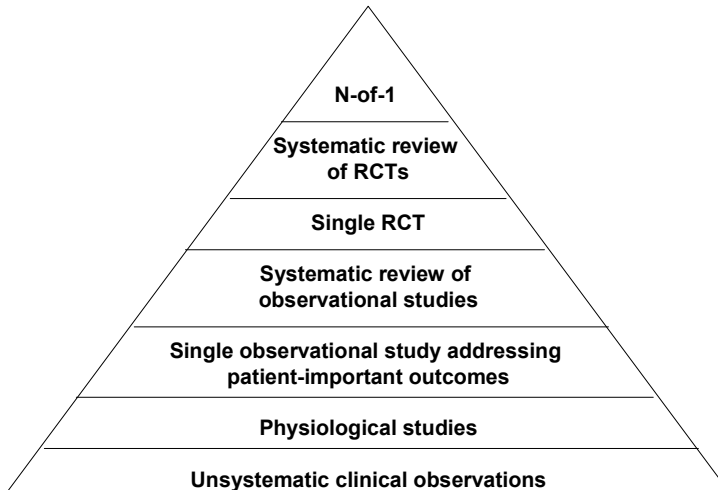 N-of-1
Systematic review
of RCTs
Single RCT
Systematic review of
observational studies
Single observational study addressing
patient-important outcomes
Physiological studies
Unsystematic clinical observations